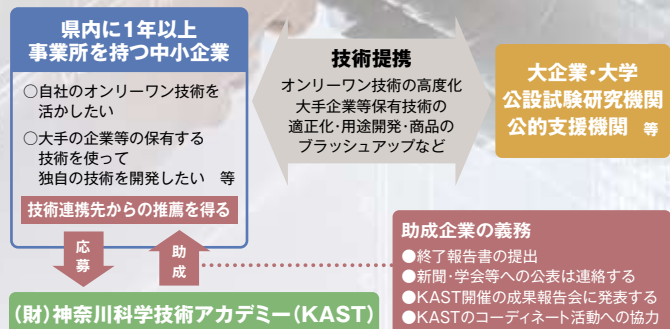 県内に1年以上
事業所を持つ中小企業
○自社のオンリーワン技術を
活かしたい
○大手の企業等の保有する
技術を使って
独自の技術を開発したい 等
技術連携先からの推薦を得る
技術提携
オンリーワン技術の高度化
大手企業等保有技術の
適正化・用途開発・商品の
ブラッシュアップなど
大企業・大学
公設試験研究機関
公的支援機関 等
応募
助成
(財)神奈川科学技術アカデミー(KAST)
助成企業の義務
●終了報告書の提出
●新聞・学会等への公表は連絡する
●KAST開催の成果報告会に発表する
●KASTのコーディネート活動への協力